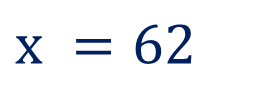 x = 62